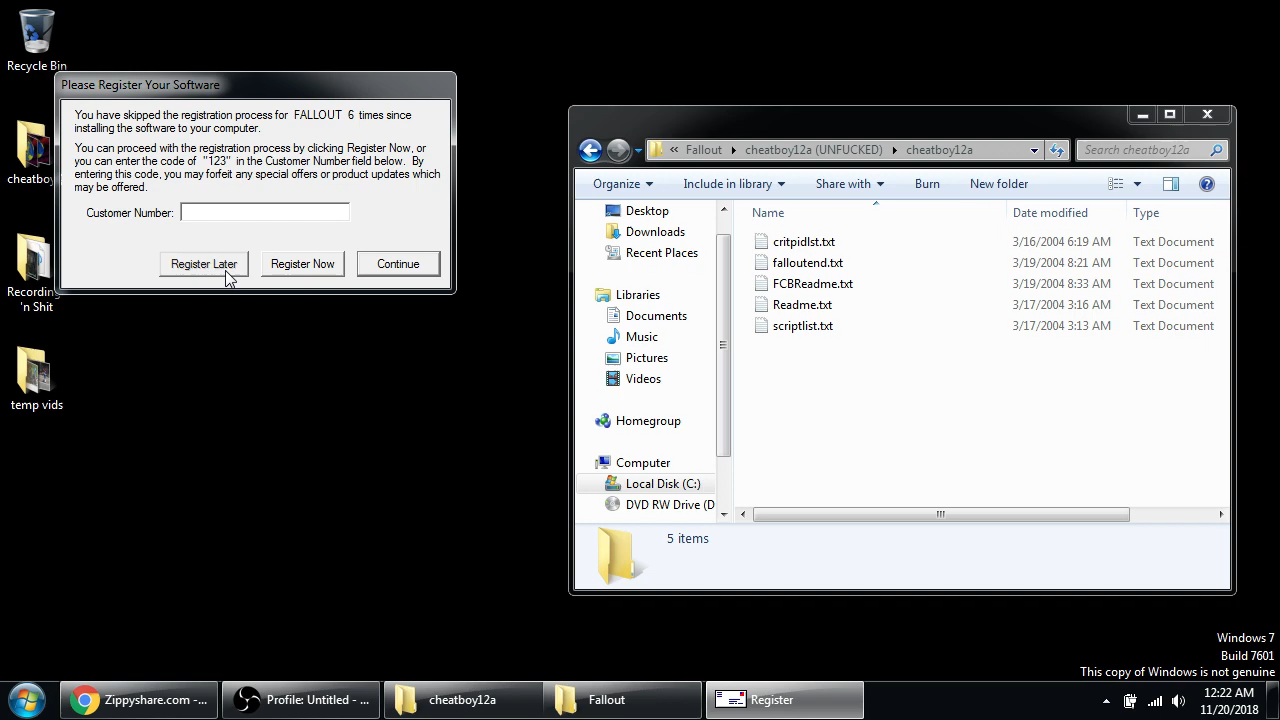 Recycle Bin
cheatboy
Recording
'n Shit
temp vids
Please Register Your Software
You have skipped the registration process for FALLOUT 6 times since
installing the software to your computer.
You can proceed with the registration process by clicking Register Now, or
you can enter the code of "123" in the Customer Number field below. By
entering this code, you may forfeit any special offers or product updates which
may be offered.
Customer Number:
Register Later Register Now Continue
« Fallout cheatboy12a (UNFUCKED) cheatboy12a Search cheatboy12a
Organize Include in library Share with Burn New folder
Desktop
Downloads
Recent Places
Libraries
Documents
Music
Pictures
Videos
Homegroup
Computer
Local Disk (C:)
DVD RW Drive (D
Name Date modified Type
critpidlst.txt 3/16/2004 6:19 AM Text Document
falloutend.txt 3/19/2004 8:21 AM Text Document
FCBReadme.txt 3/19/2004 8:33 AM Text Document
Readme.txt 3/17/2004 3:16 AM Text Document
scriptlist.txt 3/17/2004 3:13 AM Text Document
5 items
Windows 7
Build 7601
This copy of Windows is not genuine
Zippyshare.com -... Profile: Untitled - ... cheatboy12a Fallout Register
12:22 AM
11/20/2018